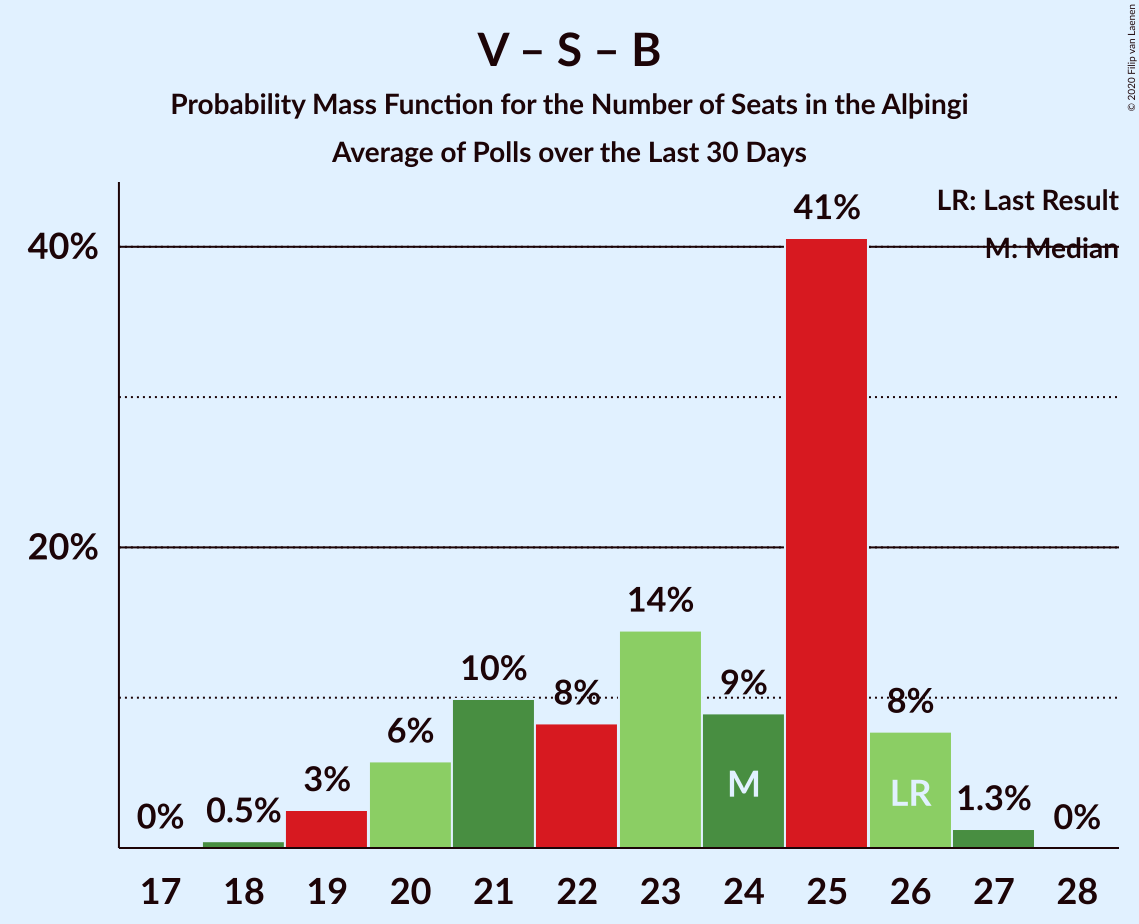 V – S – B
Probability Mass Function for the Number of Seats in the Alþingi
Average of Polls over the Last 30 Days
© 2020 Filip van Laenen
LR: Last Result
M: Median
40%
20%
0%
0.5%
3%
6%
10%
8%
14%
9%
41%
8%
1.3%
0%
M
LR
17 18 19 20 21 22 23 24 25 26 27 28